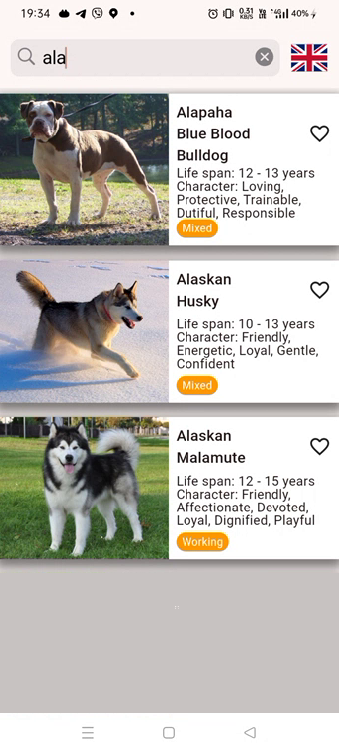 19:34
0,31
KB/S
4G
40%
ala
Alapaha
Blue Blood
Bulldog
Life span: 12 - 13 years
Character: Loving,
Protective, Trainable,
Dutiful, Responsible
Mixed
Alaskan
Husky
Life span: 10 - 13 years
Character: Friendly,
Energetic, Loyal, Gentle,
Confident
Mixed
Alaskan
Malamute
Life span: 12 - 15 years
Character: Friendly,
Affectionate, Devoted,
Loyal, Dignified, Playful
Working